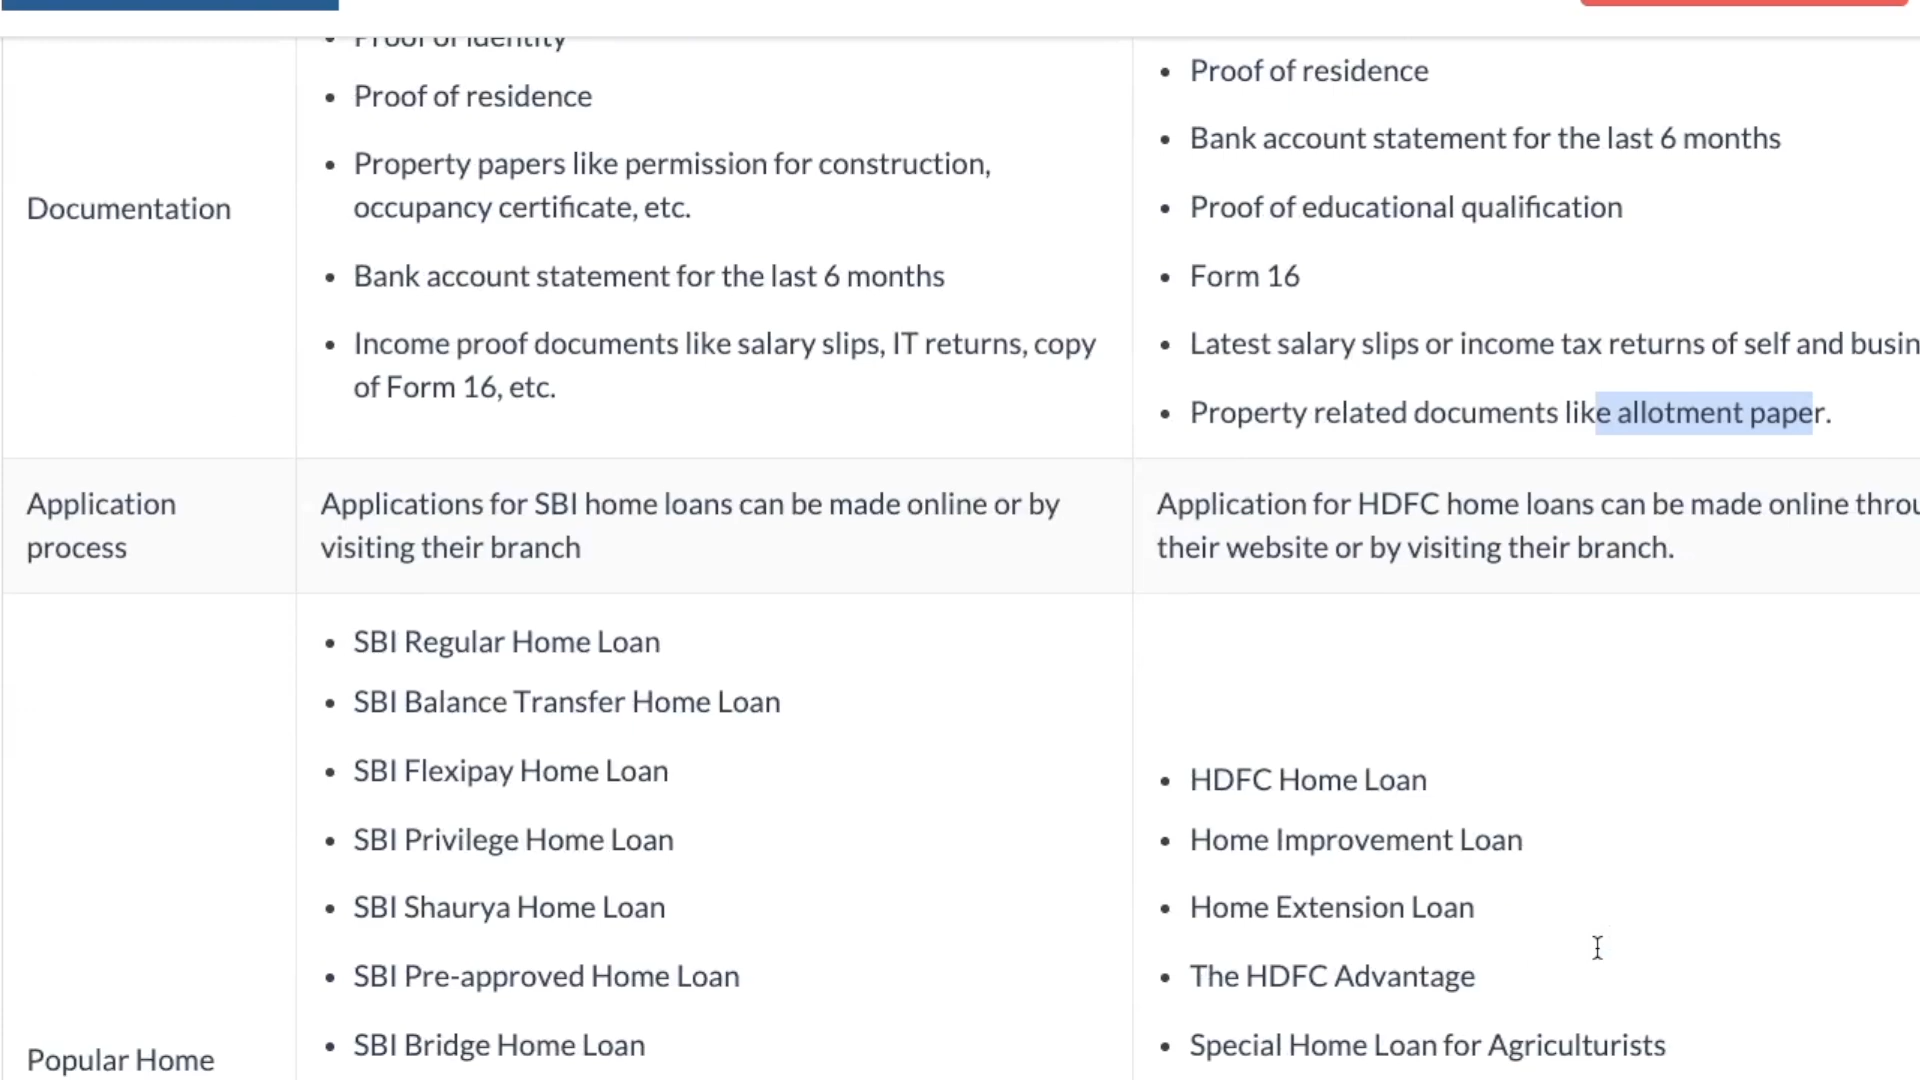 Documentation
• Proof of identity
• Proof of residence
• Property papers like permission for construction,
occupancy certificate, etc.
• Bank account statement for the last 6 months
• Income proof documents like salary slips, IT returns, copy
of Form 16, etc.
• Proof of residence
• Bank account statement for the last 6 months
• Proof of educational qualification
• Form 16
• Latest salary slips or income tax returns of self and busin
• Property related documents like allotment paper.
Application
process
Applications for SBI home loans can be made online or by
visiting their branch
Application for HDFC home loans can be made online throu
their website or by visiting their branch.
Popular Home
• SBI Regular Home Loan
• SBI Balance Transfer Home Loan
• SBI Flexipay Home Loan
• SBI Privilege Home Loan
• SBI Shaurya Home Loan
• SBI Pre-approved Home Loan
• SBI Bridge Home Loan
• HDFC Home Loan
• Home Improvement Loan
• Home Extension Loan
• The HDFC Advantage
• Special Home Loan for Agriculturists